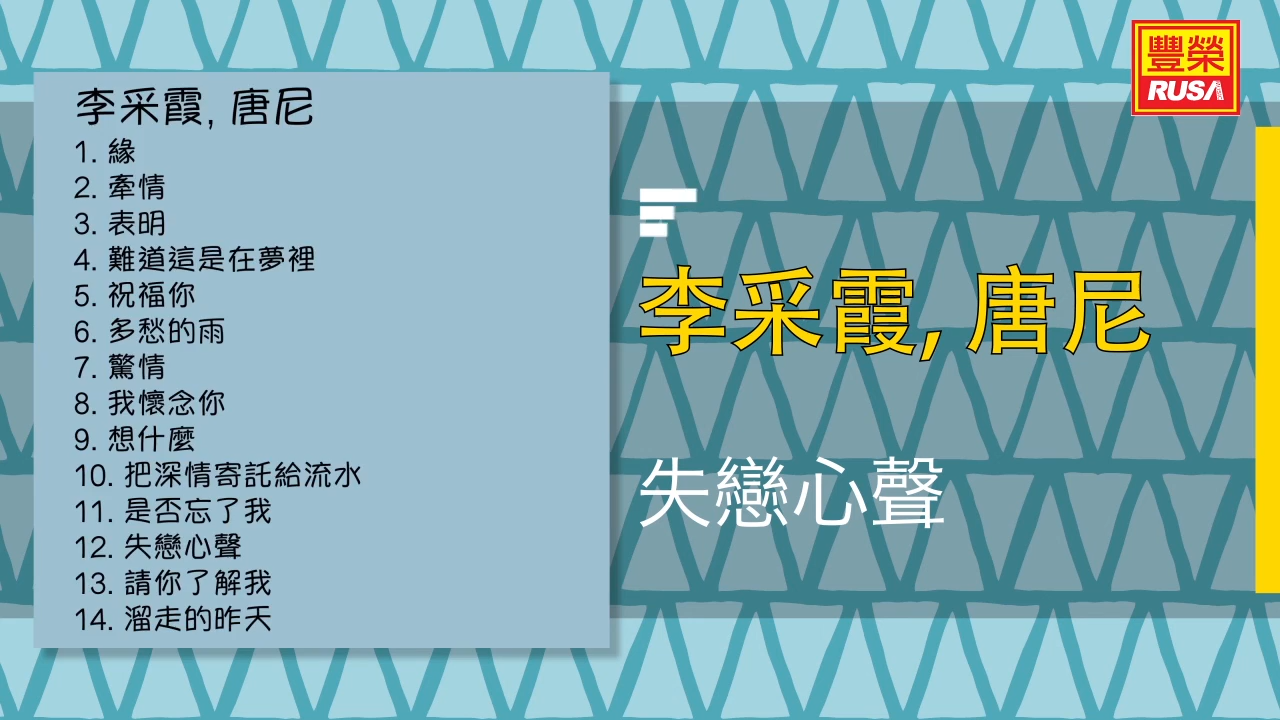 李采霞, 唐尼
1. 緣
2. 牽情
3. 表明
4. 難道這是在夢裡
5. 祝福你
6. 多愁的雨
7. 驚情
8. 我懷念你
9. 想什麼
10. 把深情寄託給流水
11. 是否忘了我
12. 失戀心聲
13. 請你了解我
14. 溜走的昨天
豐榮
RUSA
李采霞, 唐尼
失戀心聲